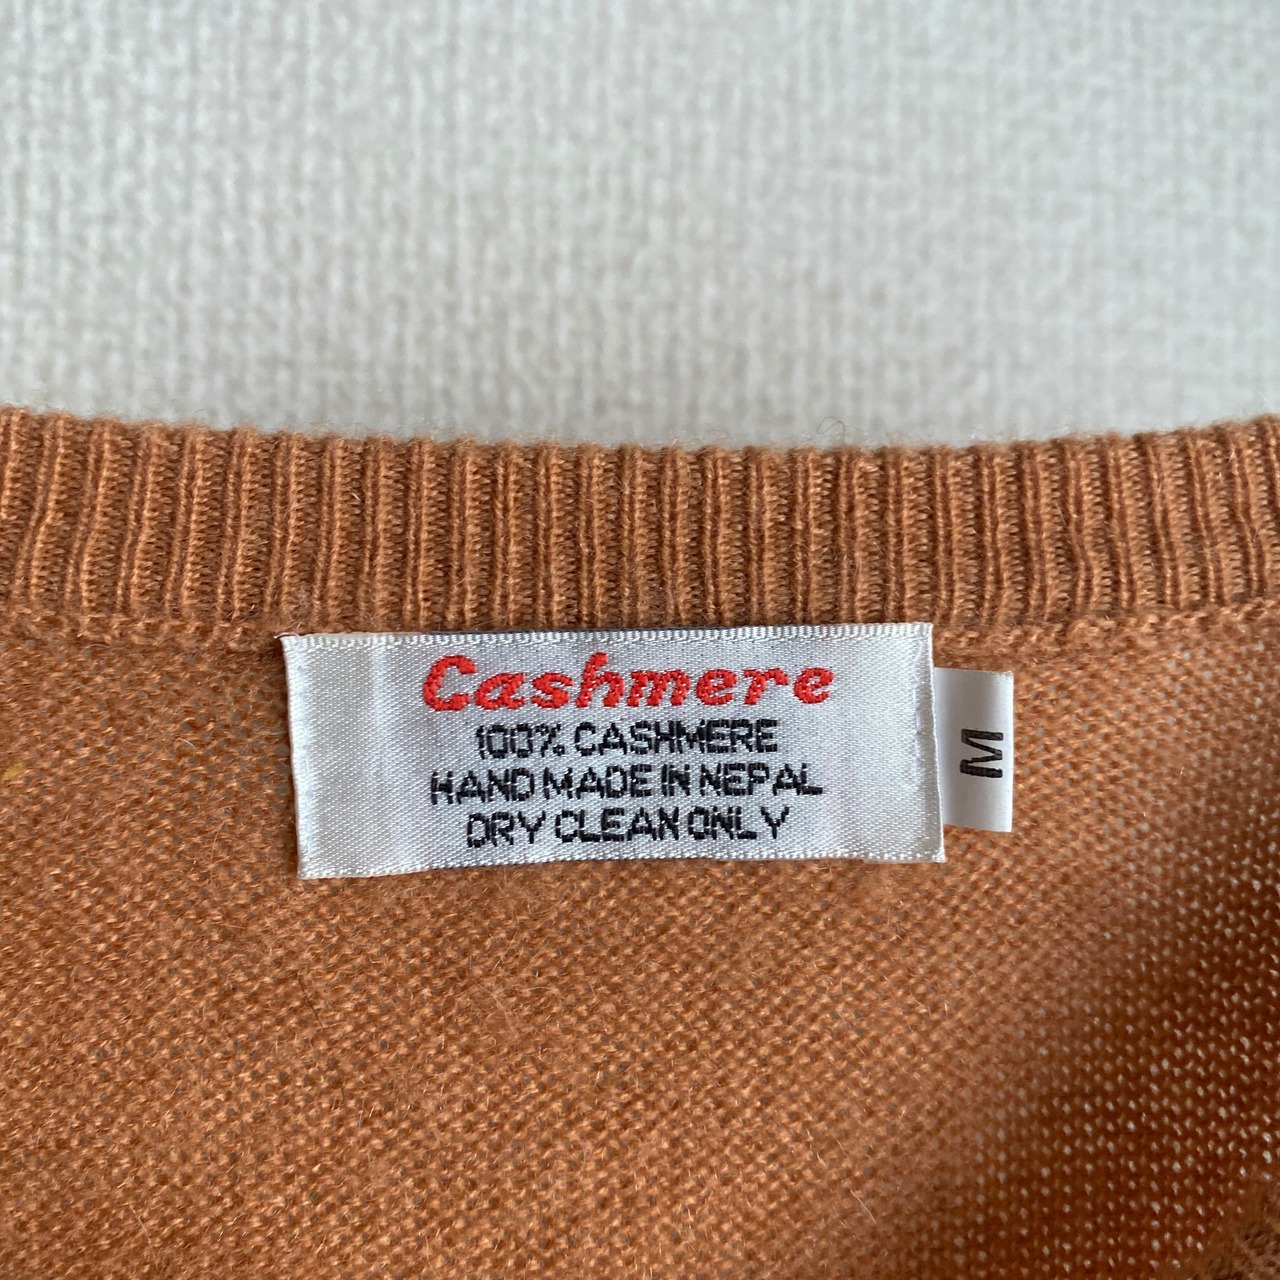 Cashmere
100% CASHMERE
HAND MADE IN NEPAL
DRY CLEAN ONLY
M